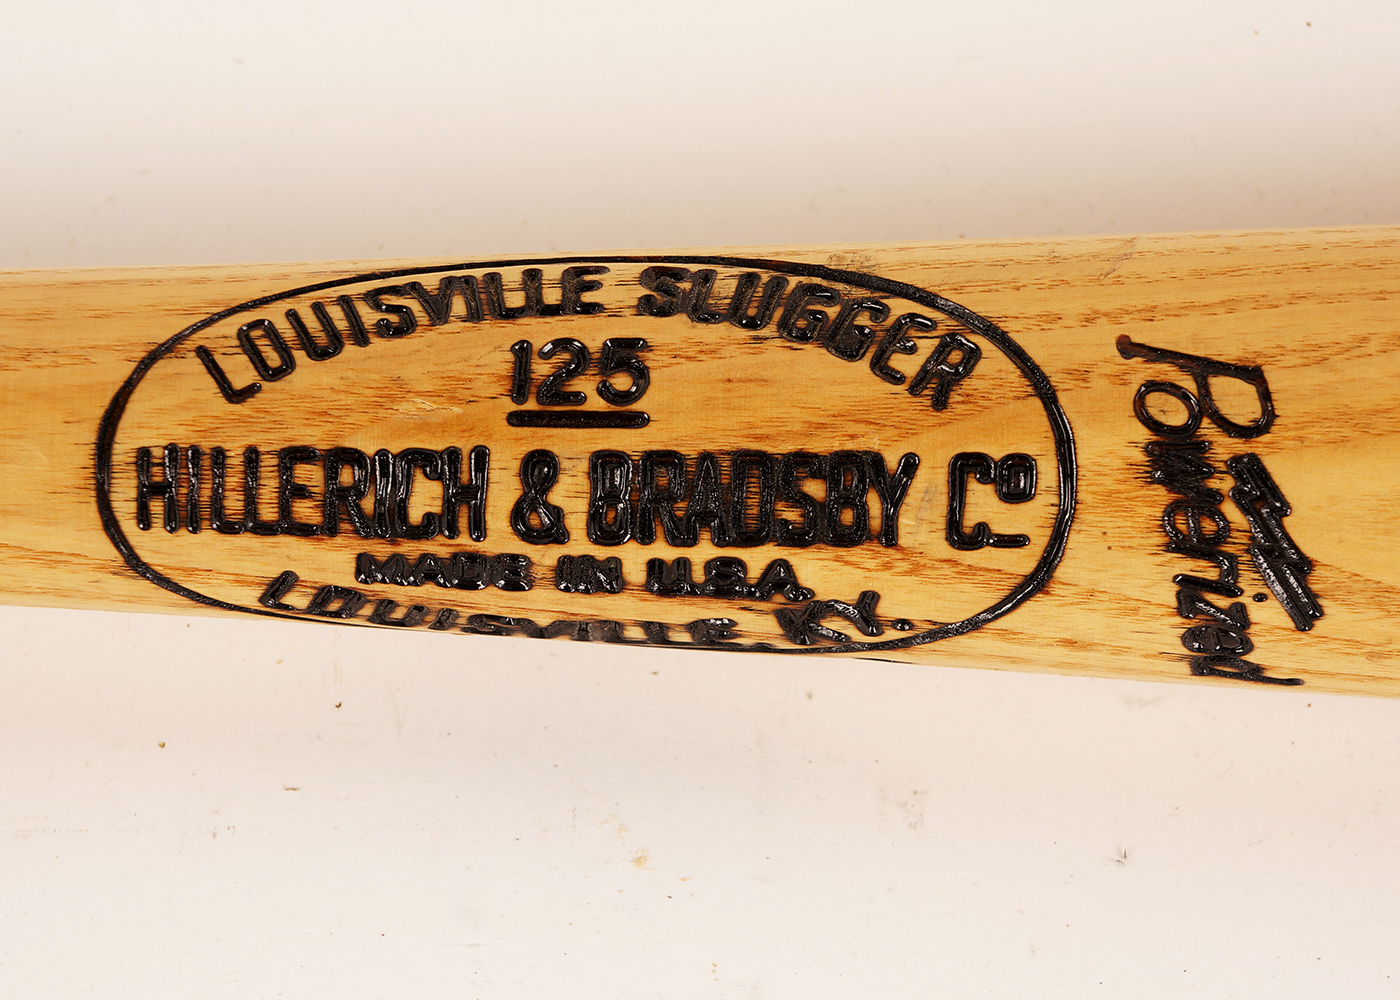 LOUISVILLE SLUGGER
125
HILLERICH & BRADSBY Cº
MADE IN U.S.A.
LOUISVILLE, KY.
Powerized